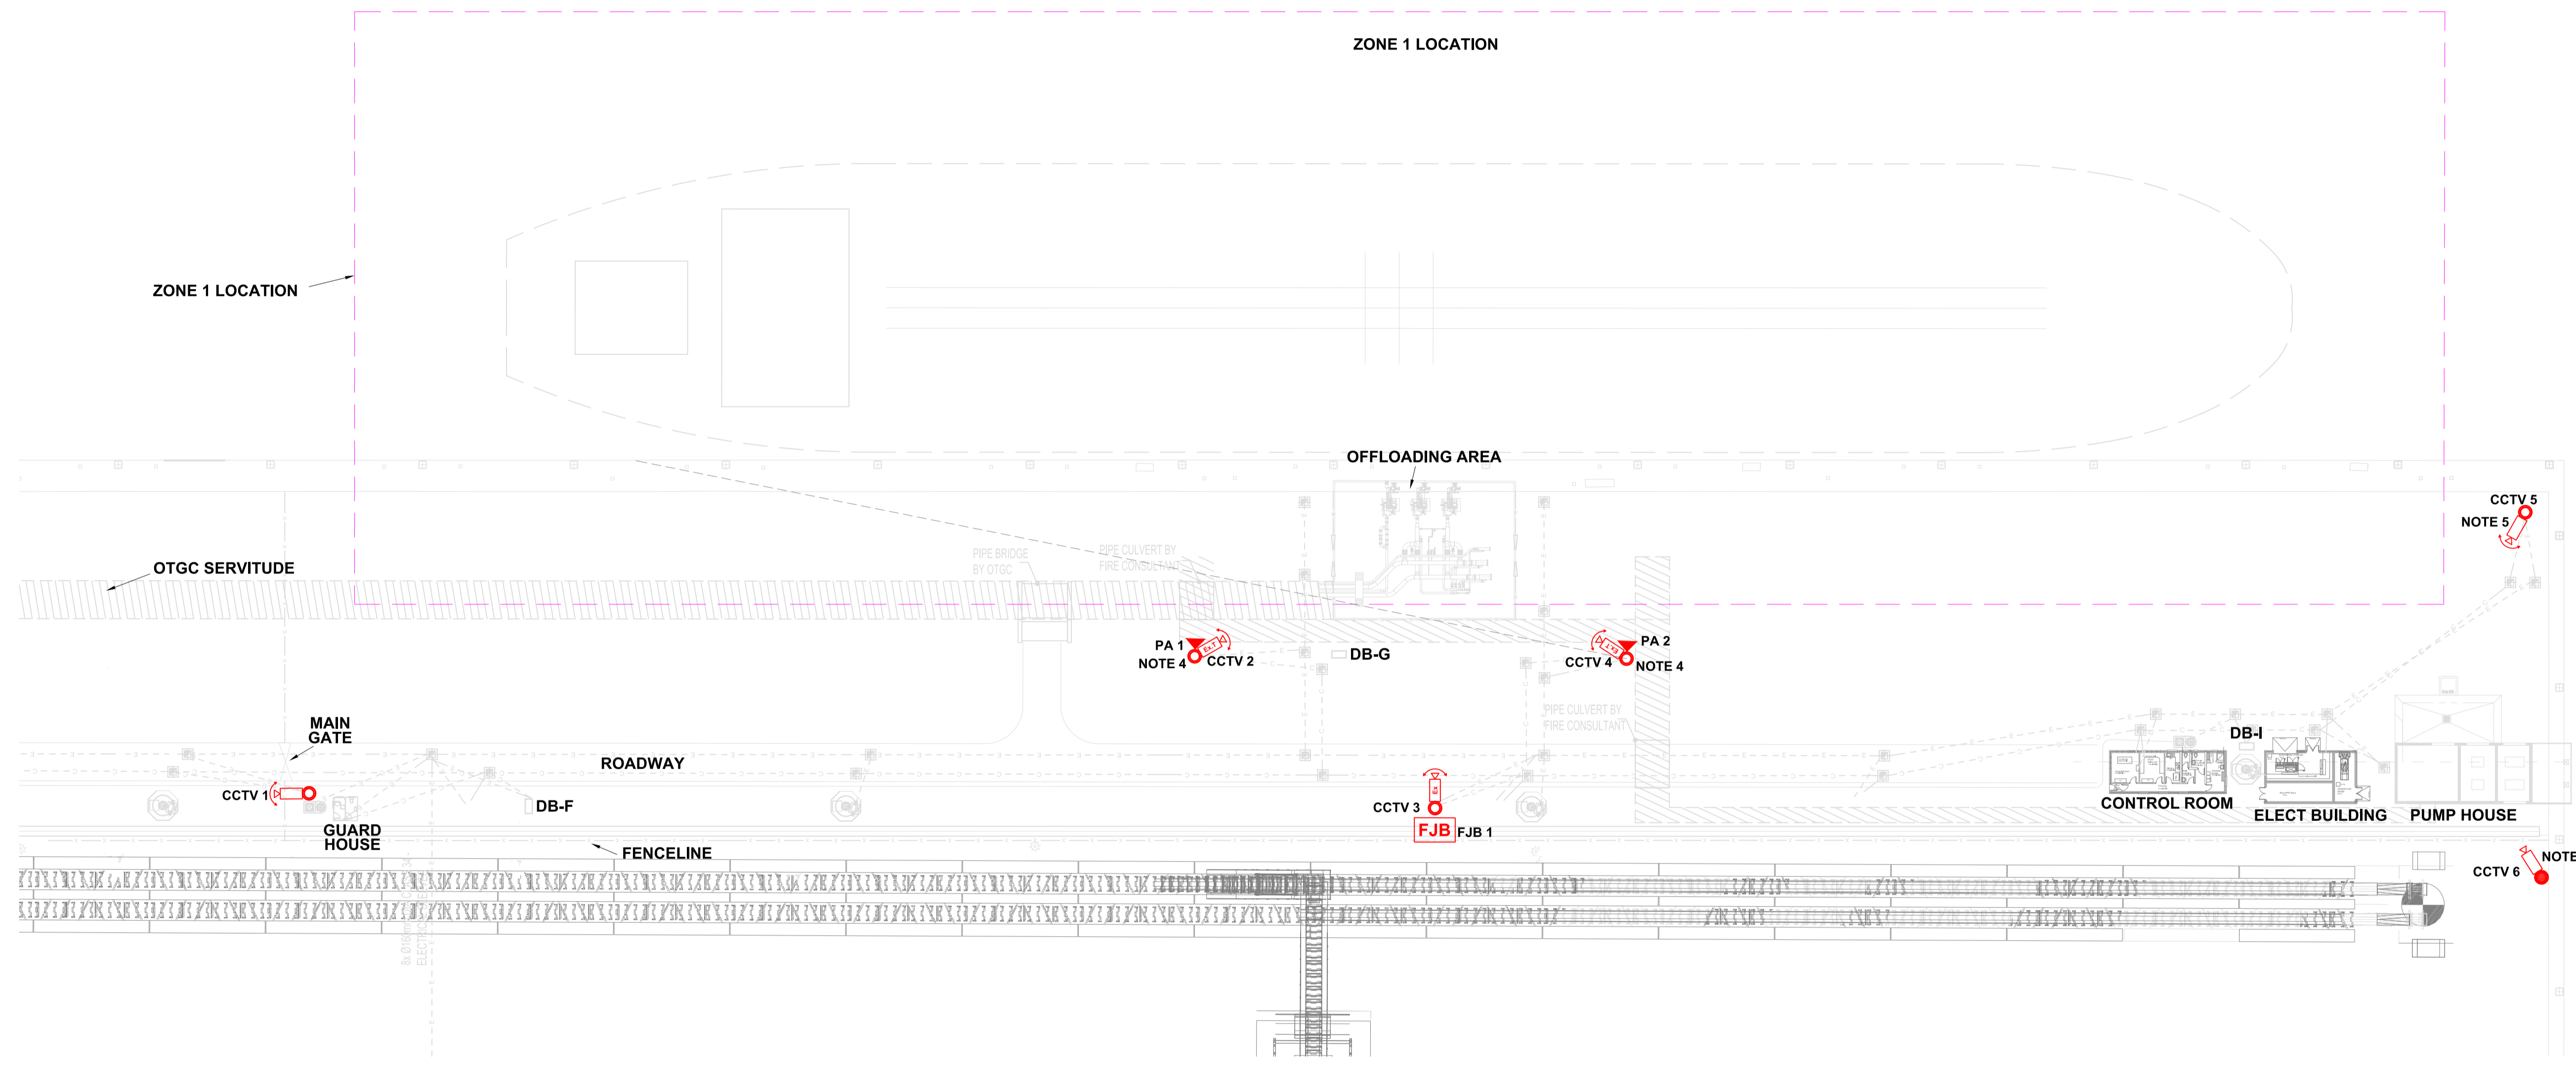 ZONE 1 LOCATION
ZONE 1 LOCATION
OFFLOADING AREA
CCTV 5
NOTE 5
PIPE BRIDGE
BY OTGC
PIPE CULVERT BY
FIRE CONSULTANT
OTGC SERVITUDE
PA 1
NOTE 4
Ex.T
CCTV 2
DB-G
CCTV 4
Ex.T
PA 2
NOTE 4
PIPE CULVERT BY
FIRE CONSULTANT
MAIN
GATE
ROADWAY
DB-I
CCTV 1
DB-F
GUARD
HOUSE
Ex
CCTV 3
FJB
FJB 1
CONTROL ROOM
ELECT BUILDING
PUMP HOUSE
FENCELINE
NOTE
CCTV 6